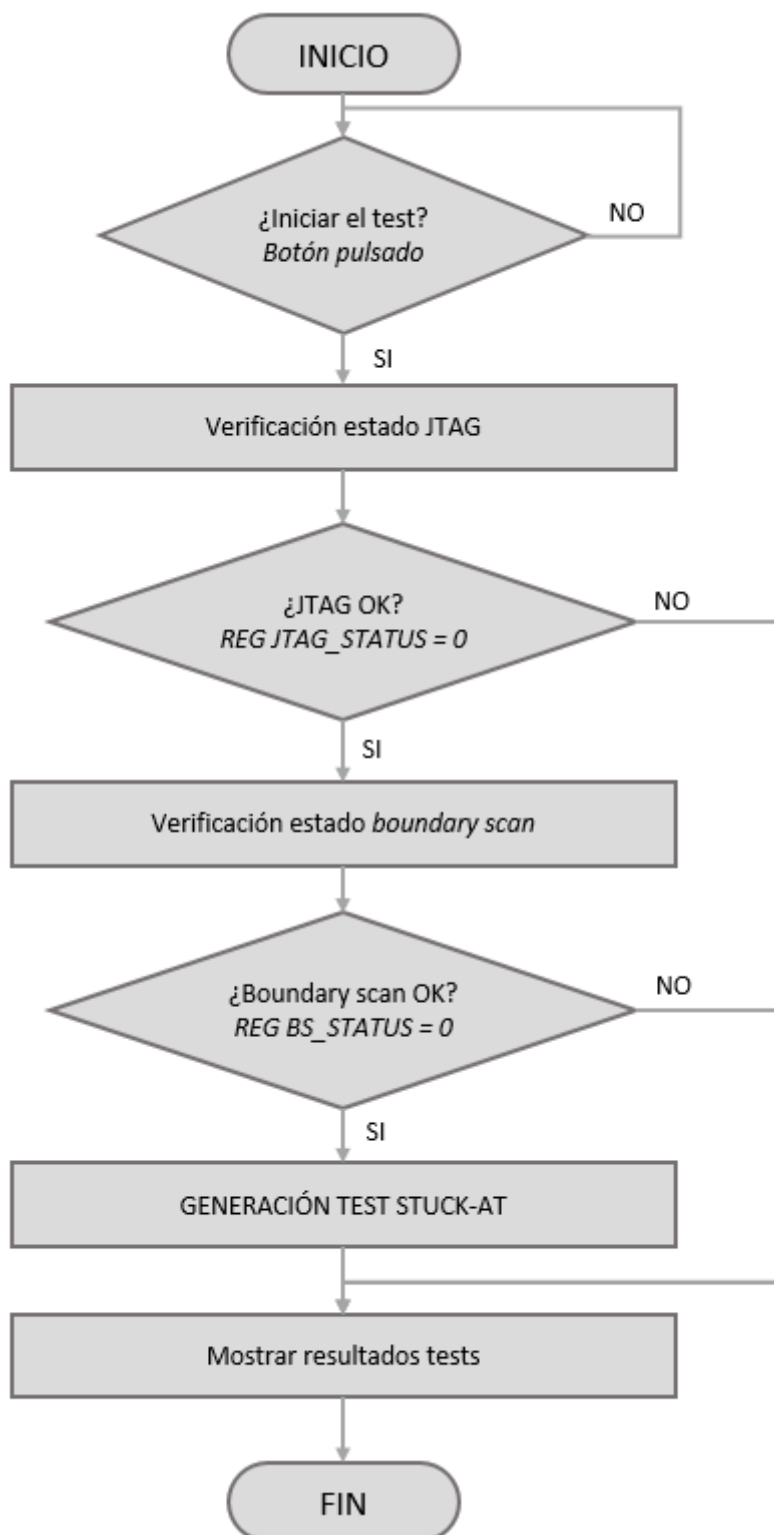 INICIO
¿Iniciar el test?
Botón pulsado
NO
SI
Verificación estado JTAG
¿JTAG OK?
REG JTAG_STATUS = 0
NO
SI
Verificación estado boundary scan
¿Boundary scan OK?
REG BS_STATUS = 0
NO
SI
GENERACIÓN TEST STUCK-AT
Mostrar resultados tests
FIN